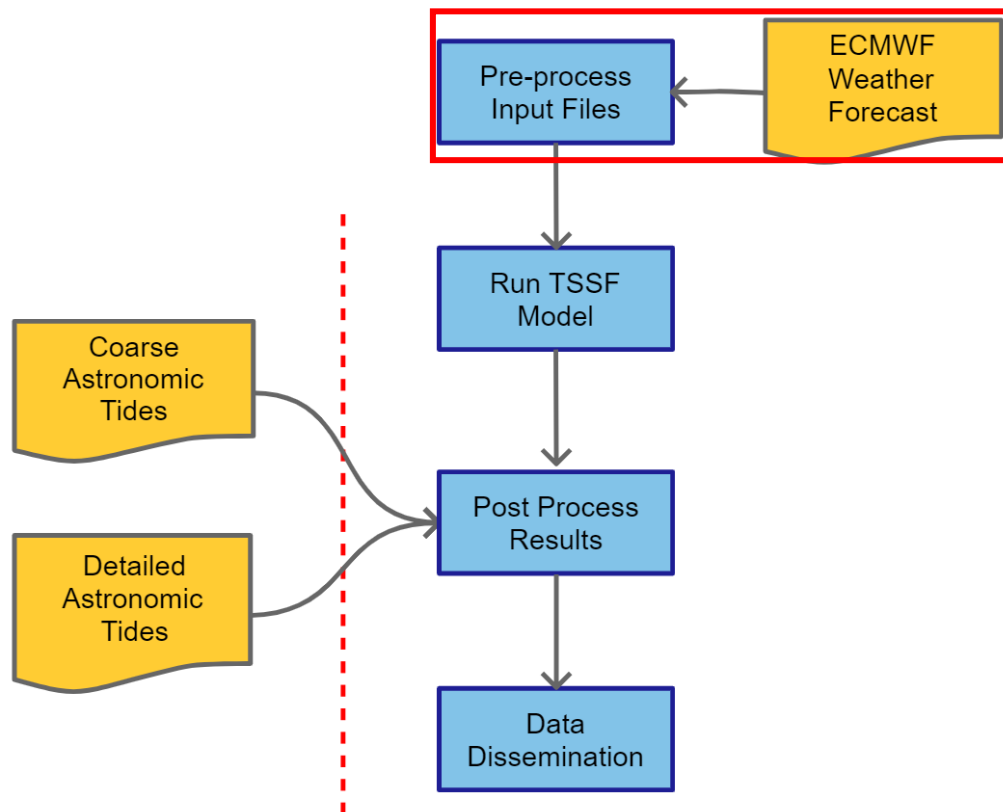 Pre-process
Input Files
ECMWF
Weather
Forecast
Run TSSF
Model
Coarse
Astronomic
Tides
Post Process
Results
Detailed
Astronomic
Tides
Data
Dissemination